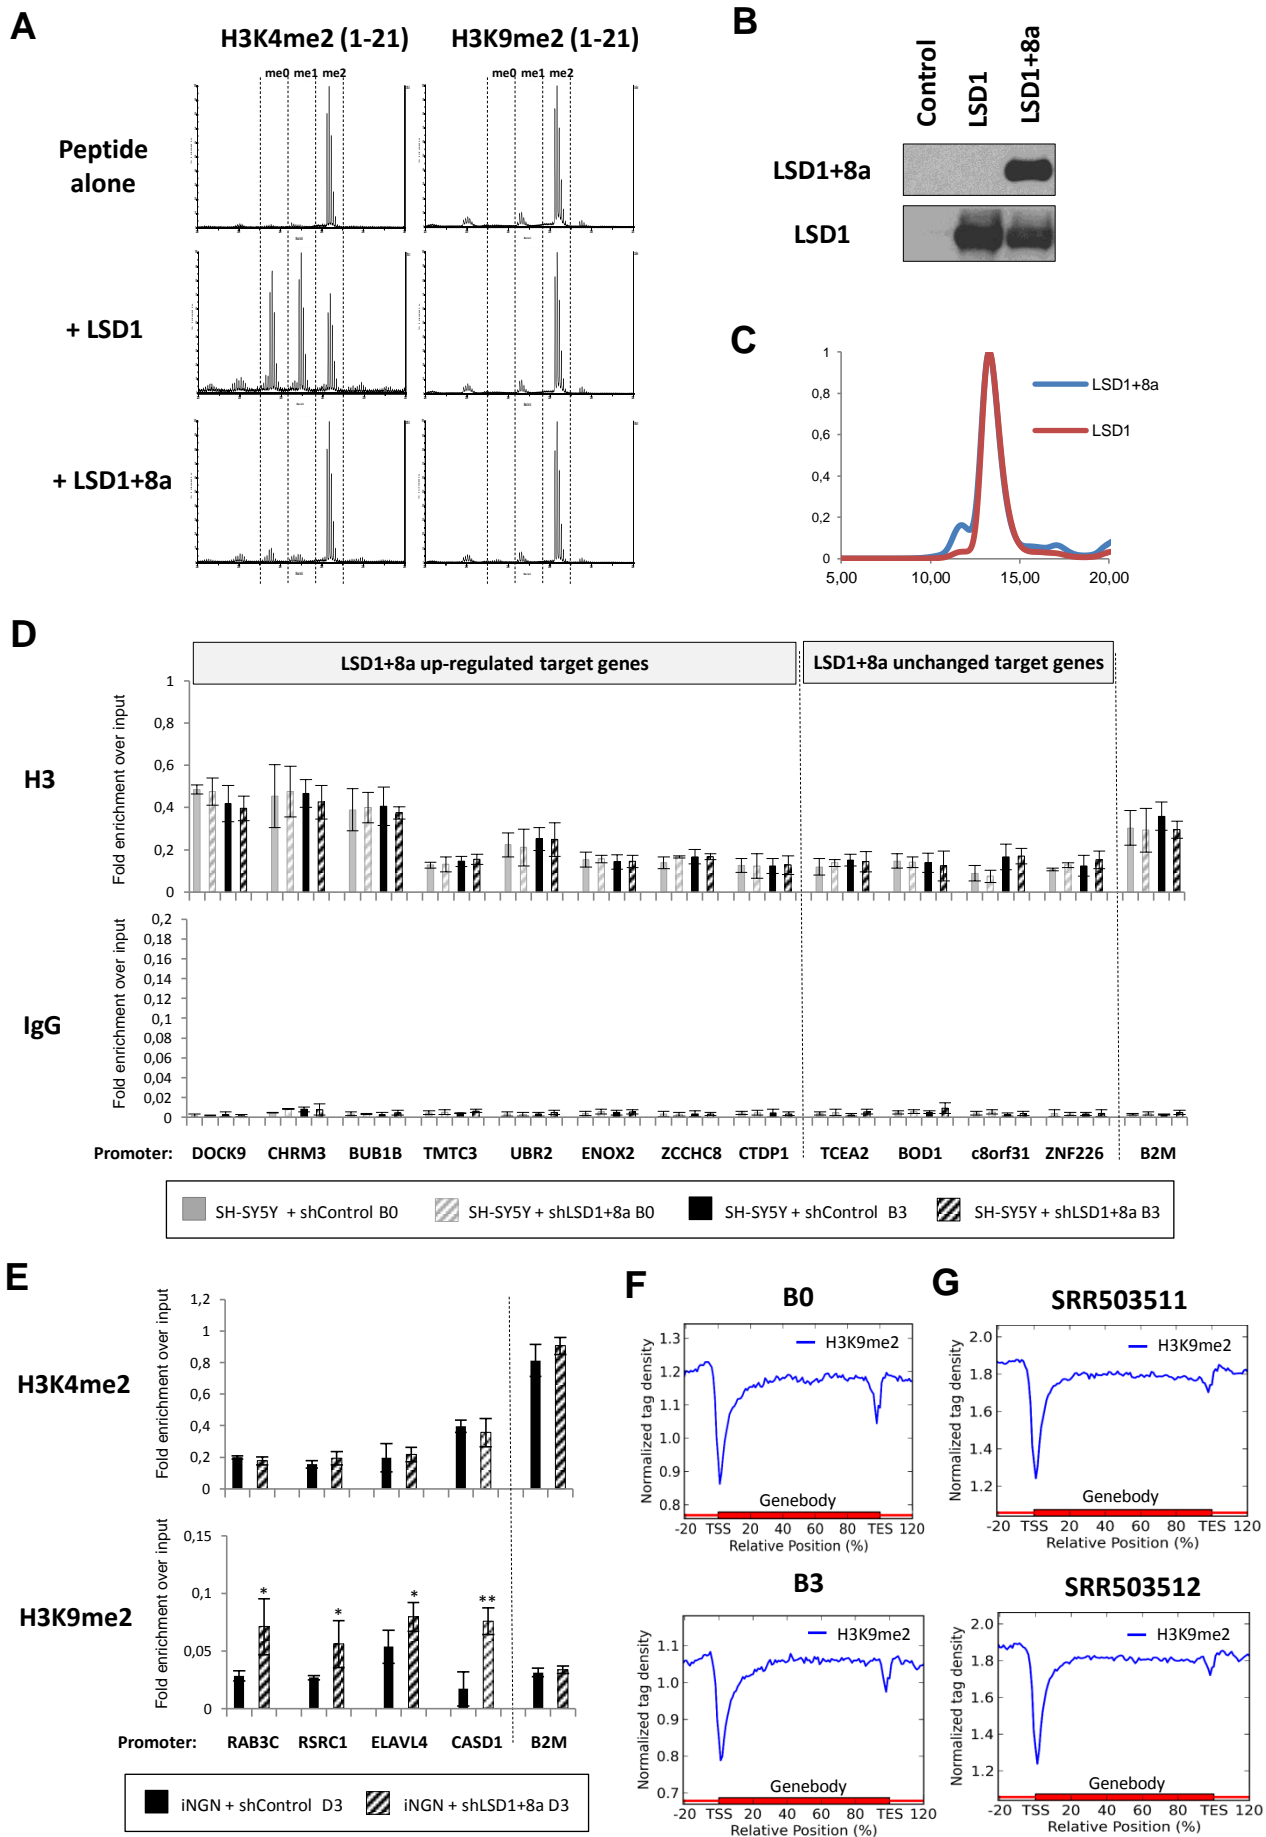 A
H3K4me2 (1-21)
H3K9me2 (1-21)
me0 me1 me2
me0 me1 me2
Peptide
alone
+ LSD1
+ LSD1+8a
B
Control
LSD1
LSD1+8a
LSD1+8a
LSD1
C
1
0,8
0,6
0,4
0,2
0
5,00 10,00 15,00 20,00
LSD1+8a
LSD1
D
LSD1+8a up-regulated target genes
LSD1+8a unchanged target genes
H3
Fold enrichment over input
1
0,8
0,6
0,4
0,2
0
IgG
Fold enrichment over input
0,2
0,18
0,16
0,14
0,12
0,1
0,08
0,06
0,04
0,02
0
Promoter: DOCK9 CHRM3 BUB1B TMTC3 UBR2 ENOX2 ZCCHC8 CTDP1 TCEA2 BOD1 c8orf31 ZNF226 B2M
SH-SY5Y + shControl B0
SH-SY5Y + shLSD1+8a B0
SH-SY5Y + shControl B3
SH-SY5Y + shLSD1+8a B3
E
H3K4me2
Fold enrichment over input
1,2
1
0,8
0,6
0,4
0,2
0
H3K9me2
Fold enrichment over input
0,15
0,1
0,05
0
* * * **
Promoter: RAB3C RSRC1 ELAVL4 CASD1 B2M
iNGN + shControl D3
iNGN + shLSD1+8a D3
F
B0
H3K9me2
Normalized tag density
1.3
1.2
1.1
1.0
0.9
0.8
Genebody
-20 TSS 20 40 60 80 TES 120
Relative Position (%)
B3
H3K9me2
Normalized tag density
1.1
1.0
0.9
0.8
0.7
Genebody
-20 TSS 20 40 60 80 TES 120
Relative Position (%)
G
SRR503511
H3K9me2
Normalized tag density
2.0
1.8
1.6
1.4
1.2
Genebody
-20 TSS 20 40 60 80 TES 120
Relative Position (%)
SRR503512
H3K9me2
Normalized tag density
2.0
1.8
1.6
1.4
1.2
Genebody
-20 TSS 20 40 60 80 TES 120
Relative Position (%)